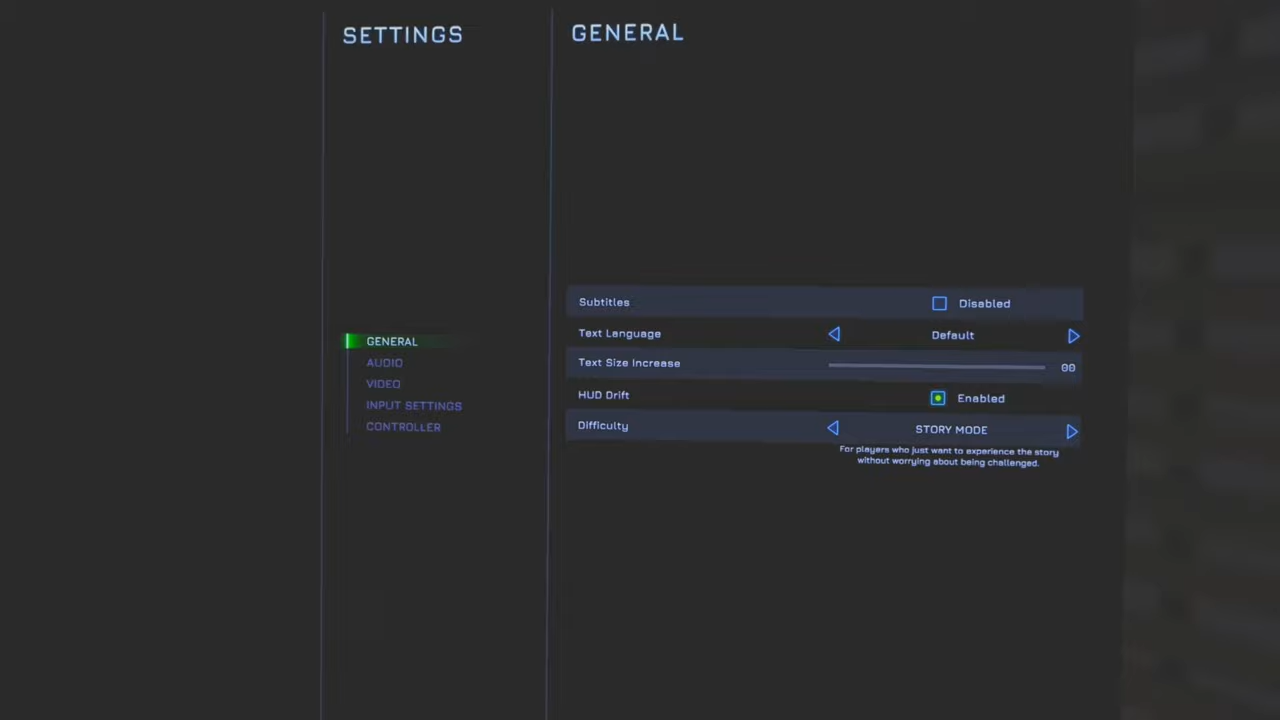 SETTINGS
GENERAL
GENERAL
AUDIO
VIDEO
INPUT SETTINGS
CONTROLLER
Subtitles
Disabled
Text Language
Default
Text Size Increase
00
HUD Drift
Enabled
Difficulty
STORY MODE
For players who just want to experience the story
without worrying about being challenged.